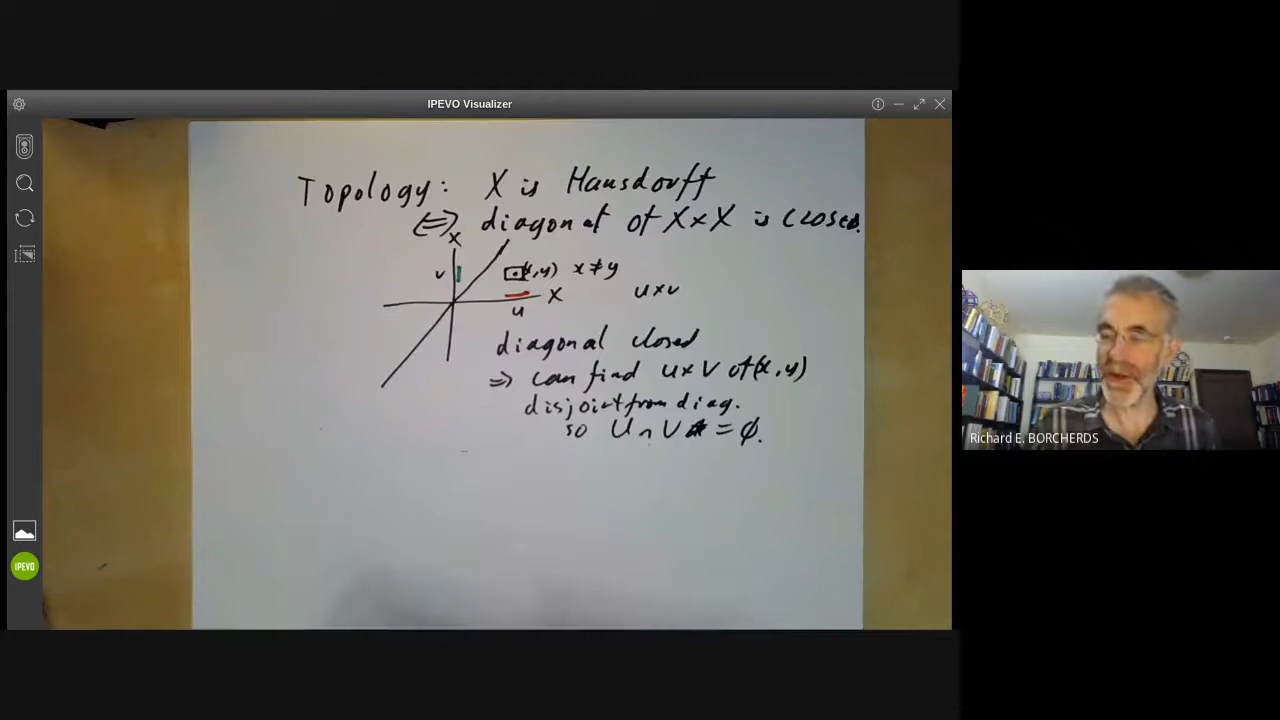 IPEVO Visualizer
Topology: X is Hausdorff
⟺ diagonal of X×X is closed.
X
V
(x,y) x≠y
X
U
U×V
diagonal closed
⇒ can find U×V of (x,y)
disjoint from diag.
so U∩V = ∅.
Richard E. BORCHERDS
IPEVO